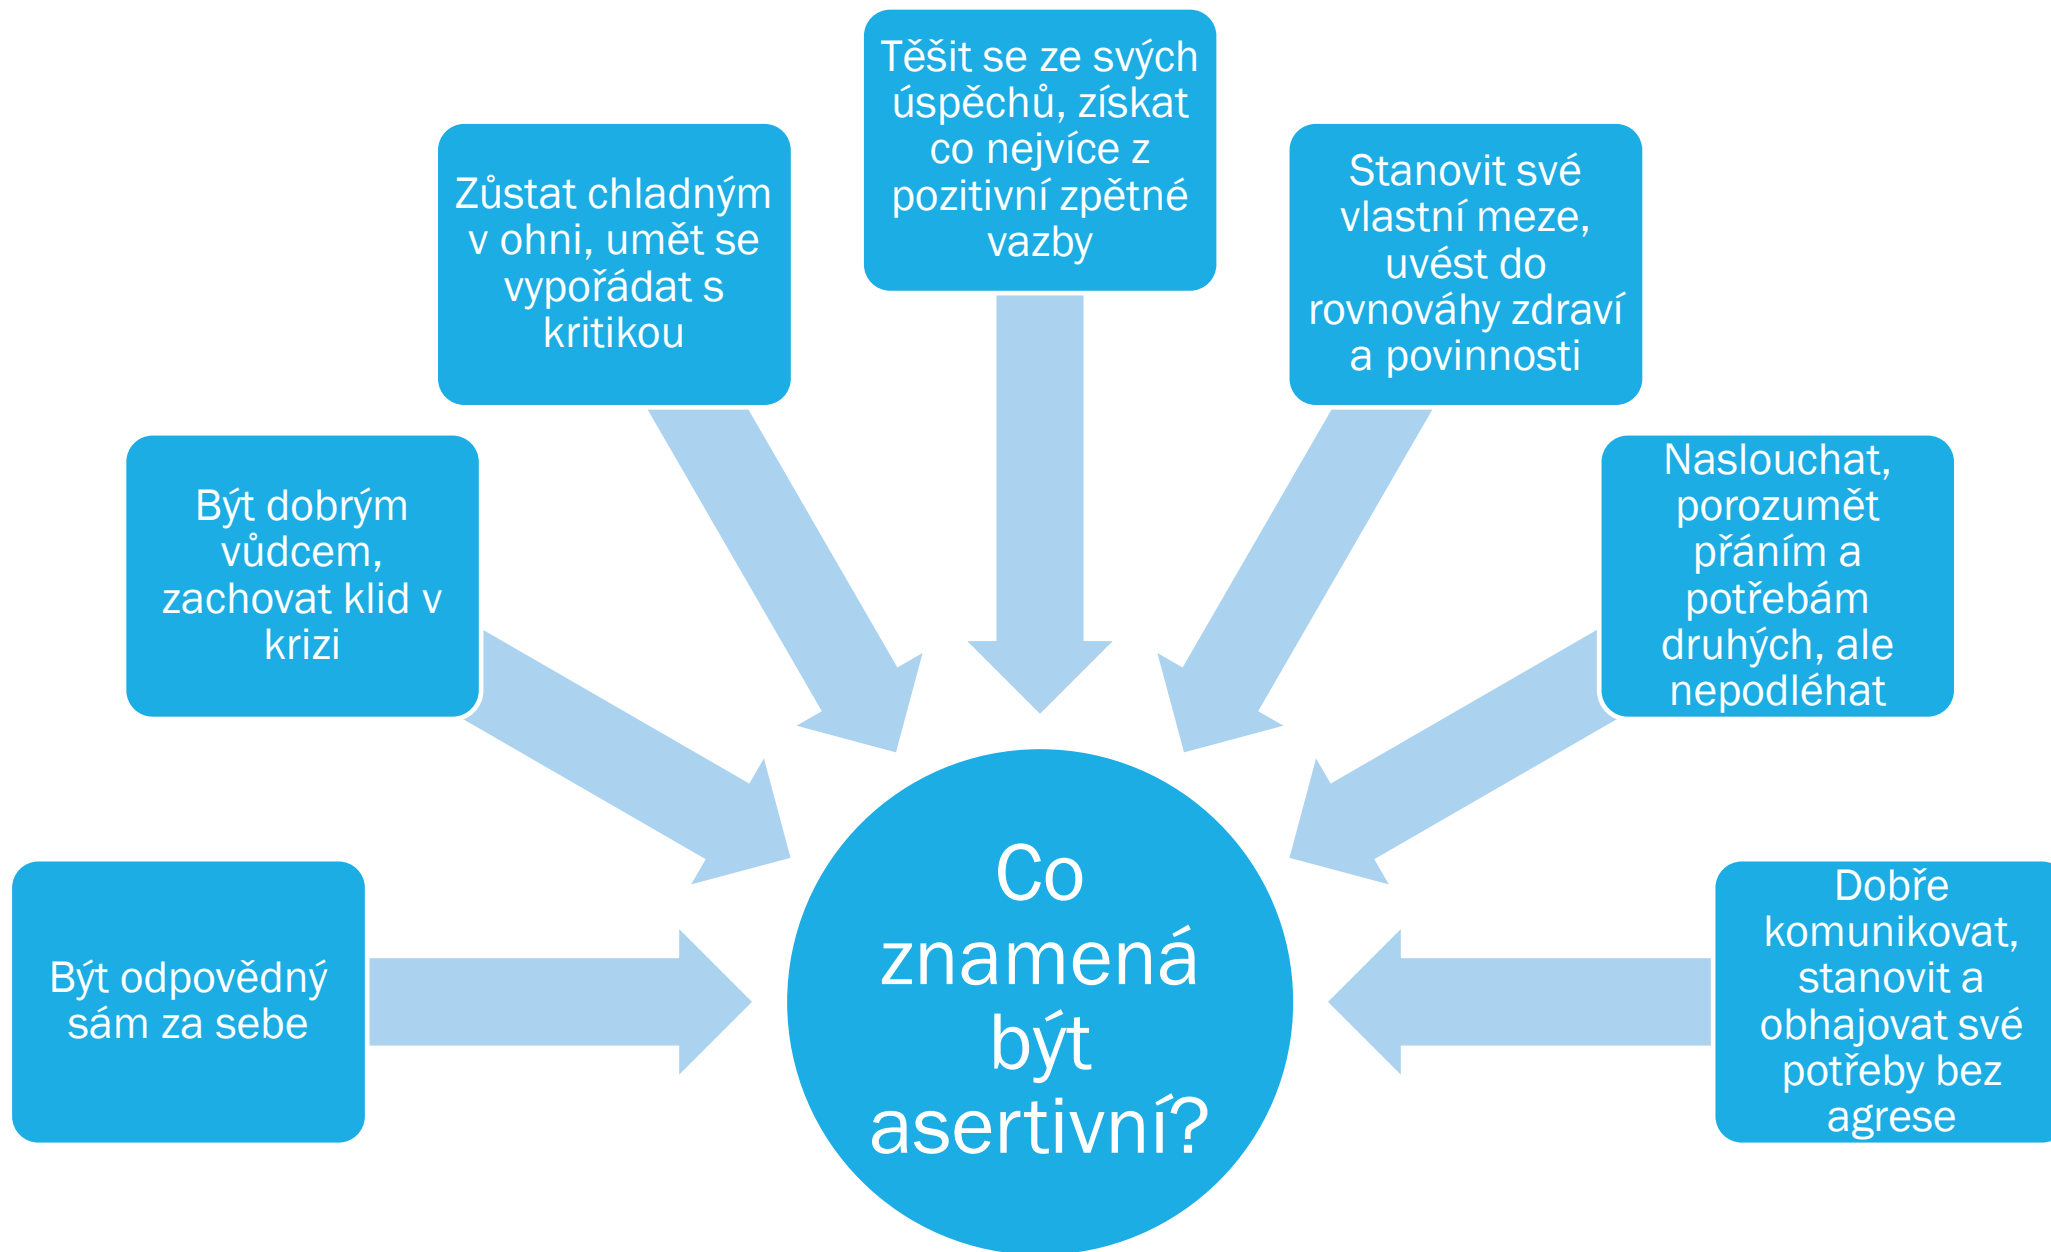 Těšit se ze svých
úspěchů, získat
co nejvíce z
pozitivní zpětné
vazby
Zůstat chladným
v ohni, umět se
vypořádat s
kritikou
Stanovit své
vlastní meze,
uvést do
rovnováhy zdraví
a povinnosti
Být dobrým
vůdcem,
zachovat klid v
krizi
Naslouchat,
porozumět
přáním a
potřebám
druhých, ale
nepodléhat
Být odpovědný
sám za sebe
Co
znamená
být
asertivní?
Dobře
komunikovat,
stanovit a
obhajovat své
potřeby bez
agrese